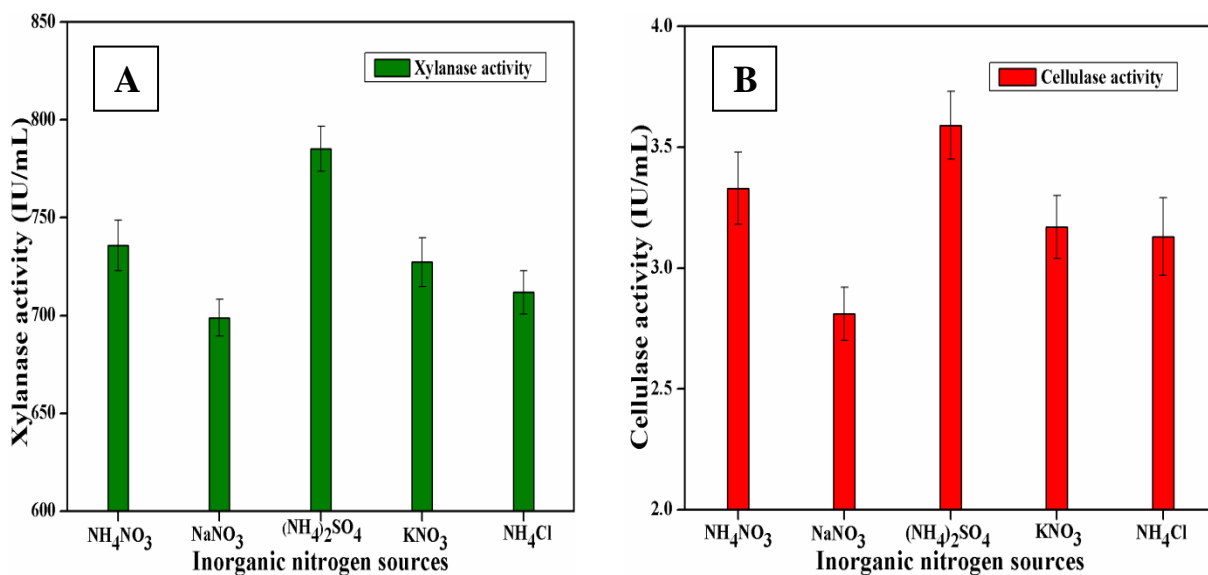 A
Xylanase activity
Xylanase activity (IU/mL)
850
800
750
700
650
600
NH4NO3
NaNO3
(NH4)2SO4
KNO3
NH4Cl
Inorganic nitrogen sources
B
Cellulase activity
Cellulase activity (IU/mL)
4.0
3.5
3.0
2.5
2.0
NH4NO3
NaNO3
(NH4)2SO4
KNO3
NH4Cl
Inorganic nitrogen sources